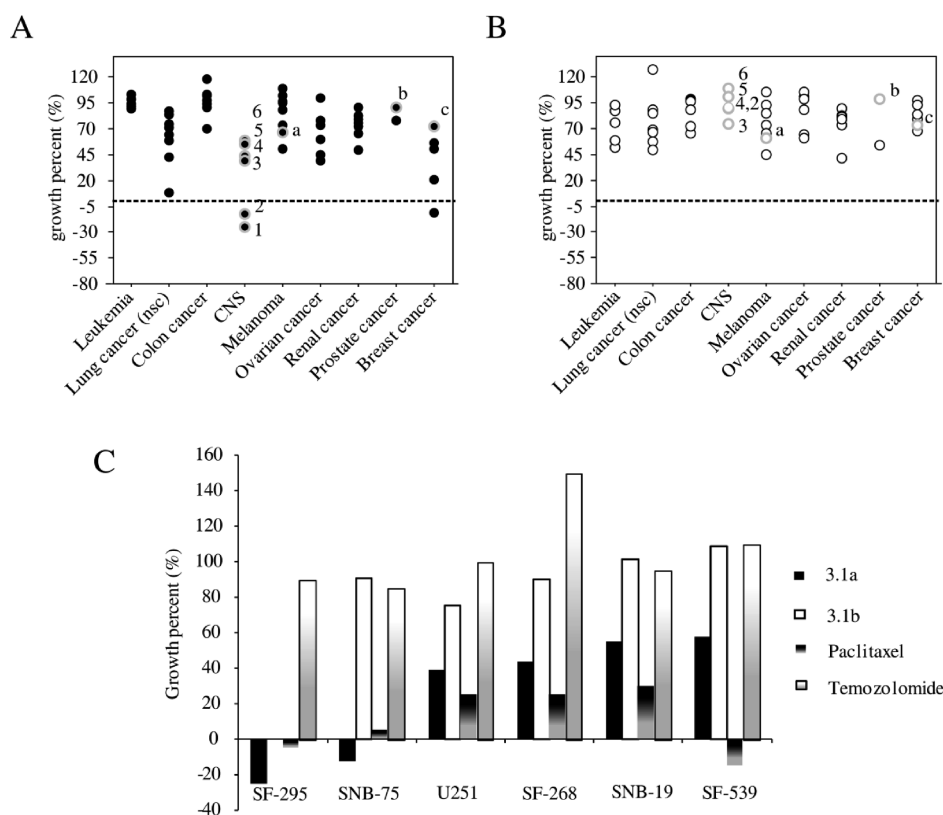 A
growth percent (%)
120
95
70
45
20
-5
-30
-55
-80
6
5
4
3
2
1
a
b
c
Leukemia
Lung cancer (nsc)
Colon cancer
CNS
Melanoma
Ovarian cancer
Renal cancer
Prostate cancer
Breast cancer
B
growth percent (%)
120
95
70
45
20
-5
-30
-55
-80
6
5
4,2
3
a
b
c
Leukemia
Lung cancer (nsc)
Colon cancer
CNS
Melanoma
Ovarian cancer
Renal cancer
Prostate cancer
Breast cancer
C
Growth percent (%)
160
140
120
100
80
60
40
20
0
-20
-40
SF-295 SNB-75 U251 SF-268 SNB-19 SF-539
3.1a
3.1b
Paclitaxel
Temozolomide